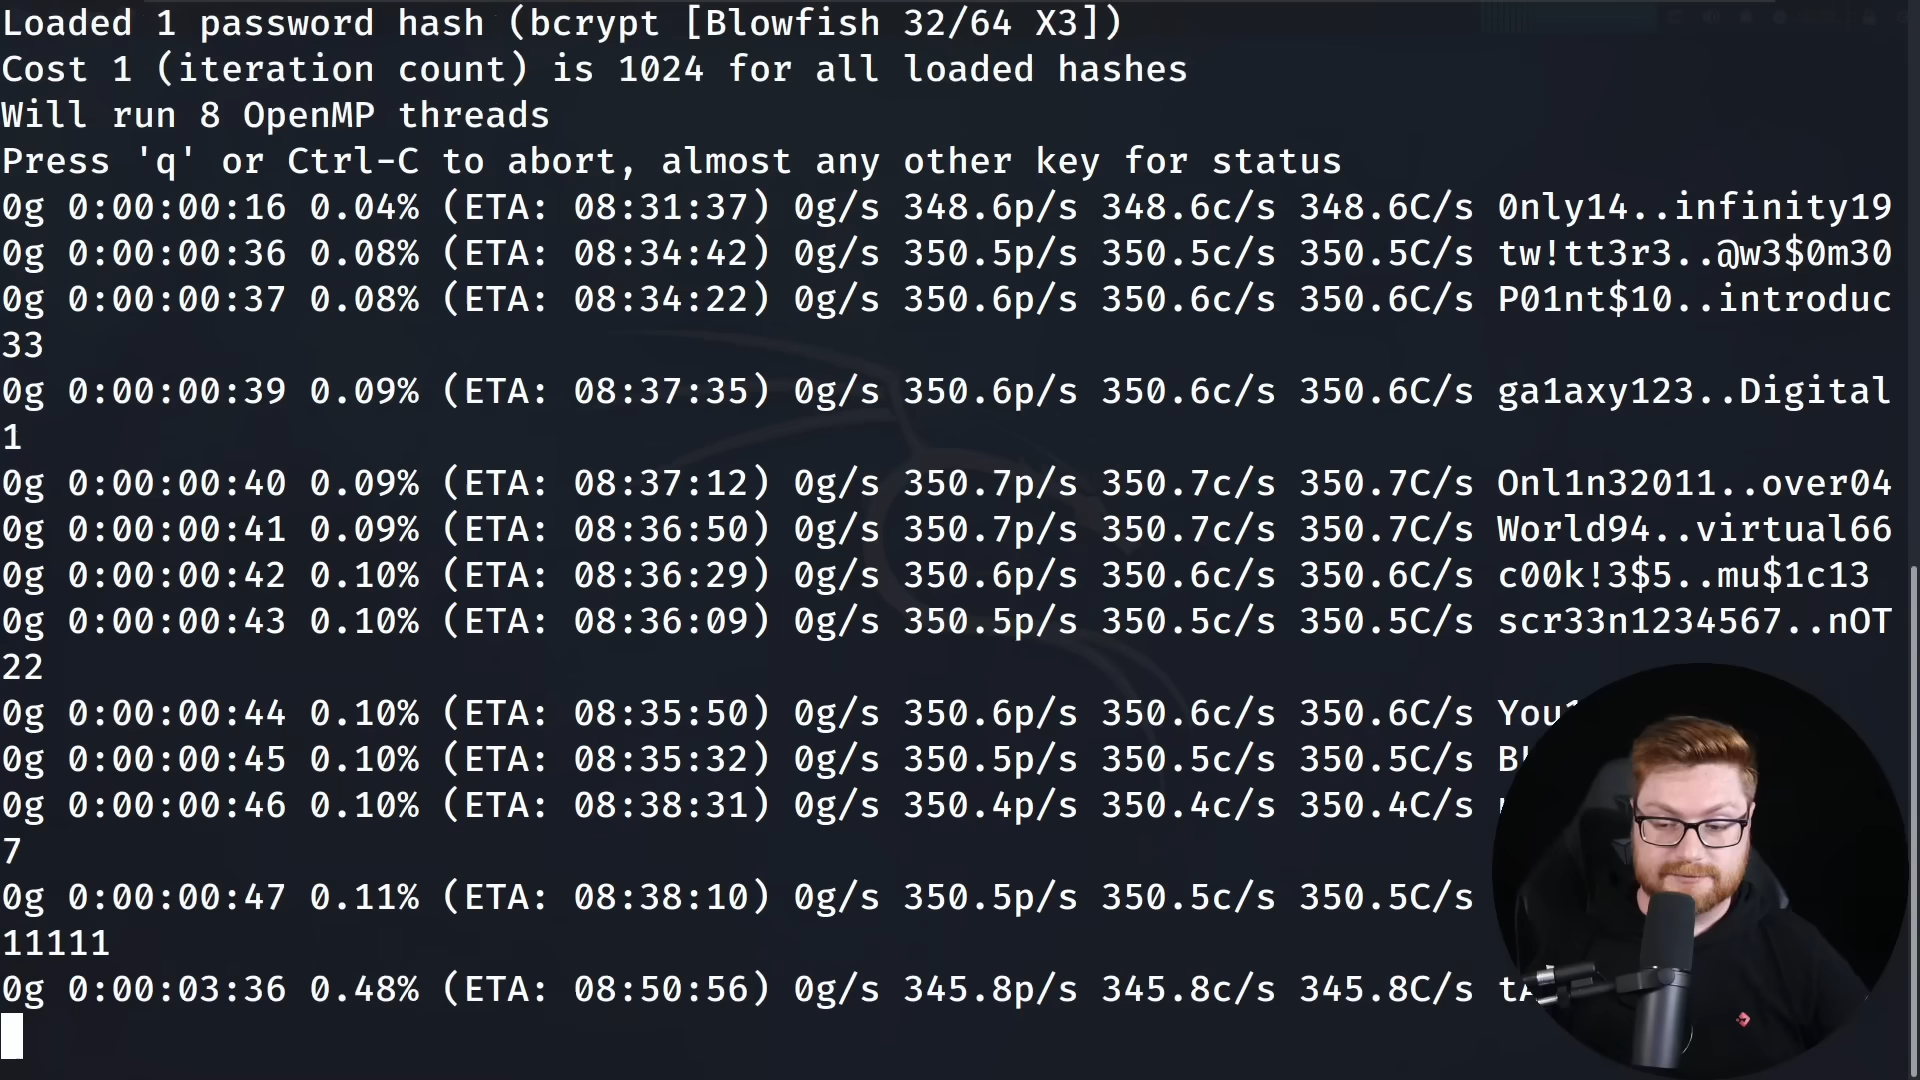 Loaded 1 password hash (bcrypt [Blowfish 32/64 X3])
Cost 1 (iteration count) is 1024 for all loaded hashes
Will run 8 OpenMP threads
Press 'q' or Ctrl-C to abort, almost any other key for status
0g 0:00:00:16 0.04% (ETA: 08:31:37) 0g/s 348.6p/s 348.6c/s 348.6C/s 0nly14..infinity19
0g 0:00:00:36 0.08% (ETA: 08:34:42) 0g/s 350.5p/s 350.5c/s 350.5C/s tw!tt3r3..@w3$0m30
0g 0:00:00:37 0.08% (ETA: 08:34:22) 0g/s 350.6p/s 350.6c/s 350.6C/s P01nt$10..introduc
33
0g 0:00:00:39 0.09% (ETA: 08:37:35) 0g/s 350.6p/s 350.6c/s 350.6C/s ga1axy123..Digital
1
0g 0:00:00:40 0.09% (ETA: 08:37:12) 0g/s 350.7p/s 350.7c/s 350.7C/s Onl1n32011..over04
0g 0:00:00:41 0.09% (ETA: 08:36:50) 0g/s 350.7p/s 350.7c/s 350.7C/s World94..virtual66
0g 0:00:00:42 0.10% (ETA: 08:36:29) 0g/s 350.6p/s 350.6c/s 350.6C/s c00k!3$5..mu$1c13
0g 0:00:00:43 0.10% (ETA: 08:36:09) 0g/s 350.5p/s 350.5c/s 350.5C/s scr33n1234567..nOT
22
0g 0:00:00:44 0.10% (ETA: 08:35:50) 0g/s 350.6p/s 350.6c/s 350.6C/s
0g 0:00:00:45 0.10% (ETA: 08:35:32) 0g/s 350.5p/s 350.5c/s 350.5C/s
0g 0:00:00:46 0.10% (ETA: 08:38:31) 0g/s 350.4p/s 350.4c/s 350.4C/s
7
0g 0:00:00:47 0.11% (ETA: 08:38:10) 0g/s 350.5p/s 350.5c/s 350.5C/s
11111
0g 0:00:03:36 0.48% (ETA: 08:50:56) 0g/s 345.8p/s 345.8c/s 345.8C/s